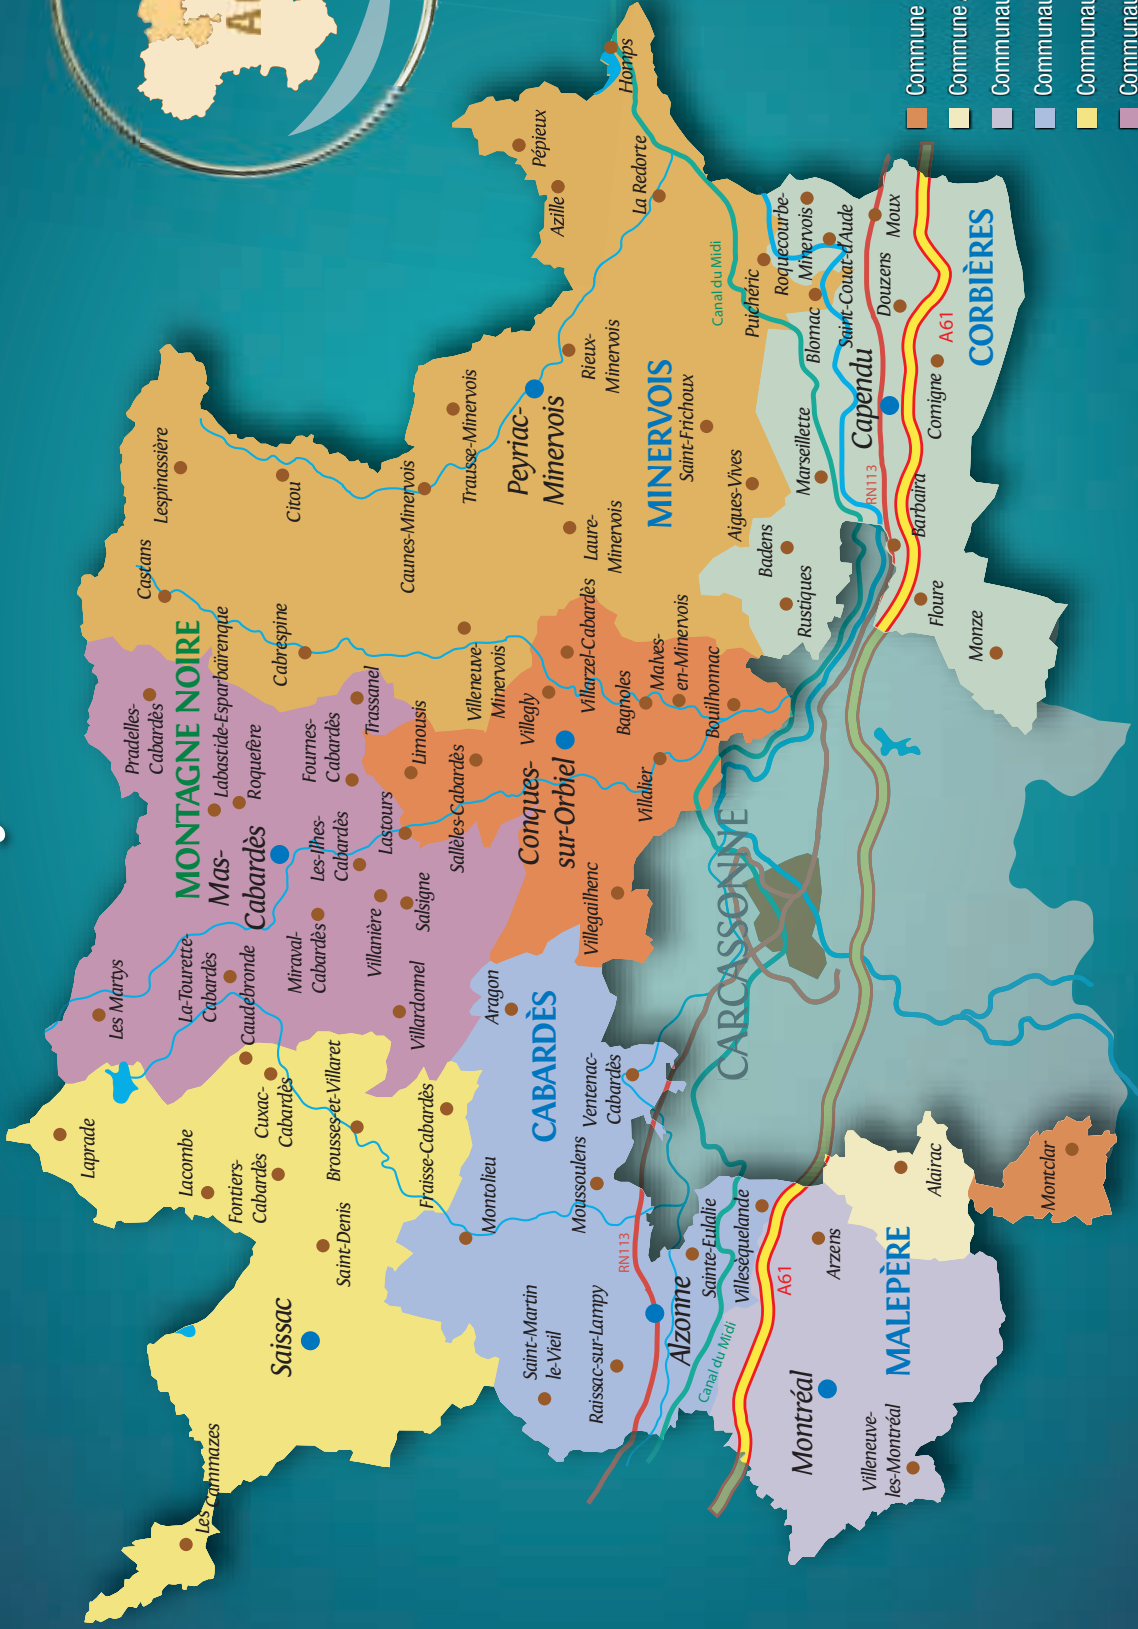 Les Cammazes
Laprade
Lacombe
Fontiers-
Cabardès
Cuxac-
Cabardès
Caudebronde
Brousses-et-Villaret
Saint-Denis
Saissac
Fraisse-Cabardès
Les Martys
La-Tourette-
Cabardès
Miraval-
Cabardès
Mas-
Cabardès
MONTAGNE NOIRE
Pradelles-
Cabardès
Labastide-Esparbaïrenque
Roquefère
Fournes-
Cabardès
Les-Ilhes-
Cabardès
Trassanel
Lastours
Villanière
Salsigne
Villardonnel
Castans
Lespinassière
Citou
Cabrespine
Caunes-Minervois
Trausse-Minervois
Villeneuve-
Minervois
Peyriac-
Minervois
Rieux-
Minervois
Laure-
Minervois
MINERVOIS
Saint-Frichoux
Aigues-Vives
Azille
Pépieux
Homps
La Redorte
Canal du Midi
Puichéric
Roquecourbe-
Minervois
Saint-Couat-d'Aude
Blomac
Marseillette
Capendu
Douzens
Moux
Comigne
A61
CORBIÈRES
RN113
Barbaira
Floure
Monze
Badens
Rustiques
Limousis
Sallèles-Cabardès
Villegly
Villarzel-Cabardès
Conques-
sur-Orbiel
Bagnoles
Malves-
en-Minervois
Bouilhonnac
Villalier
Villegailhenc
CARCASSONNE
Aragon
CABARDÈS
Ventenac-
Cabardès
Moussoulens
Montolieu
Saint-Martin
le-Vieil
Raissac-sur-Lampy
RN113
Alzonne
Sainte-Eulalie
Villesèquelande
Canal du Midi
A61
Arzens
Alairac
Montclar
MALEPÈRE
Montréal
Villeneuve-
les-Montréal
Commune
Commune